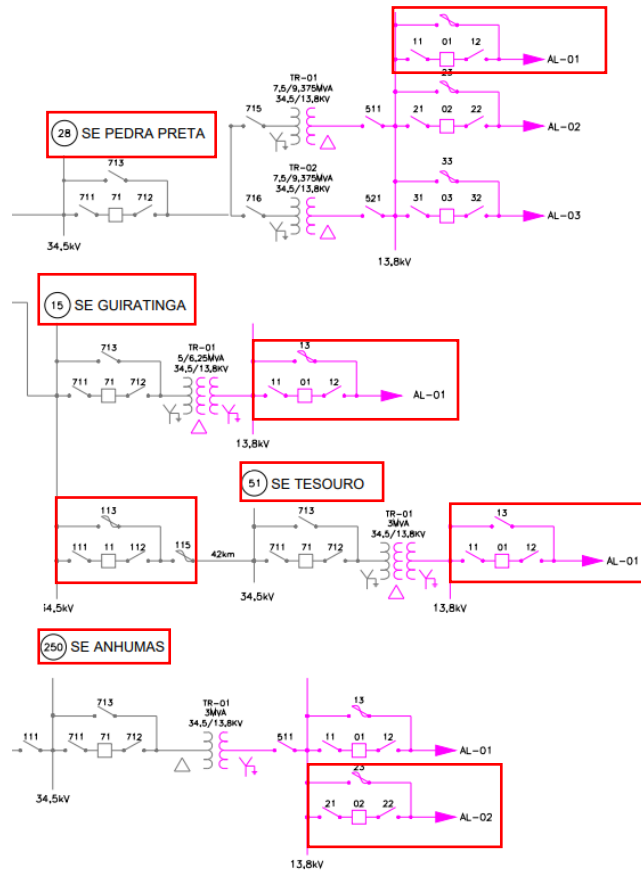 11 01 12
AL-01
TR-01
7,5/9,375MVA
34,5/13,8KV
23
715
511
21 02 22
AL-02
28 SE PEDRA PRETA
713
TR-02
7,5/9,375MVA
34,5/13,8KV
33
711 71 712
716
521
31 03 32
AL-03
34,5kV
13,8kV
15 SE GUIRATINGA
713
TR-01
5/6,25MVA
34,5/13,8KV
13
711 71 712
11 01 12
AL-01
13,8kV
51 SE TESOURO
113
713
TR-01
3MVA
34,5/13,8KV
13
111 11 112 115
42km
711 71 712
11 01 12
AL-01
34,5kV
34,5kV
13,8kV
250 SE ANHUMAS
713
TR-01
3MVA
34,5/13,8KV
13
111 711 71 712
511
11 01 12
AL-01
23
34,5kV
21 02 22
AL-02
13,8kV